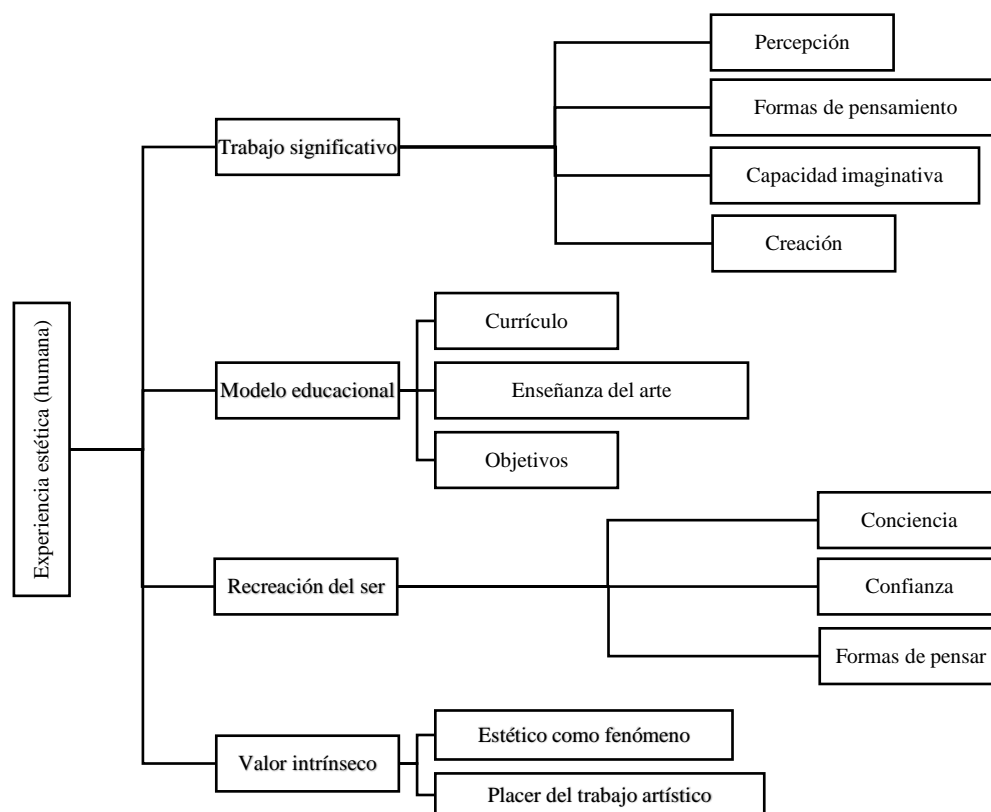 Experiencia estética (humana)
Trabajo significativo
Percepción
Formas de pensamiento
Capacidad imaginativa
Creación
Modelo educacional
Currículo
Enseñanza del arte
Objetivos
Recreación del ser
Conciencia
Confianza
Formas de pensar
Valor intrínseco
Estético como fenómeno
Placer del trabajo artístico